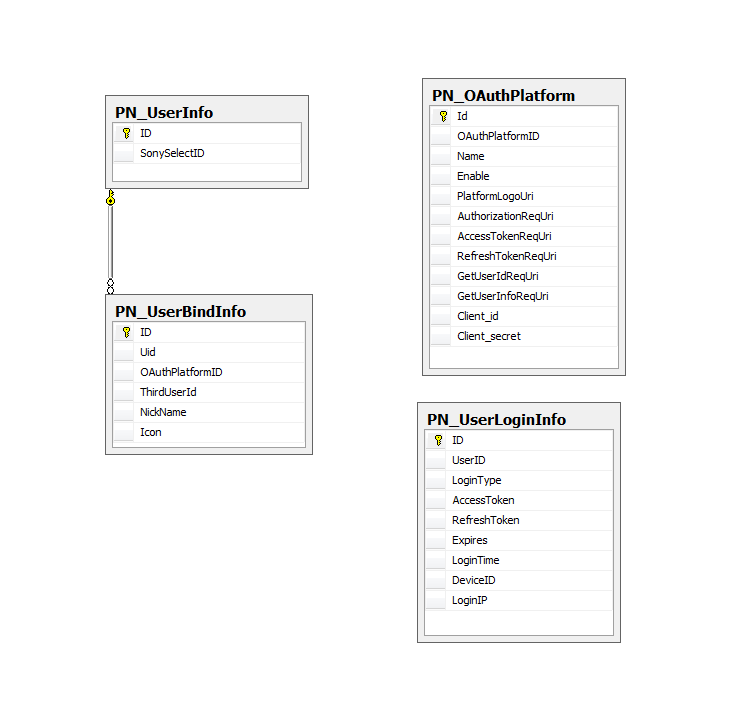 PN_UserInfo
ID
SonySelectID
PN_UserBindInfo
ID
Uid
OAuthPlatformID
ThirdUserId
NickName
Icon
PN_OAuthPlatform
Id
OAuthPlatformID
Name
Enable
PlatformLogoUri
AuthorizationReqUri
AccessTokenReqUri
RefreshTokenReqUri
GetUserIdReqUri
GetUserInfoReqUri
Client_id
Client_secret
PN_UserLoginInfo
ID
UserID
LoginType
AccessToken
RefreshToken
Expires
LoginTime
DeviceID
LoginIP